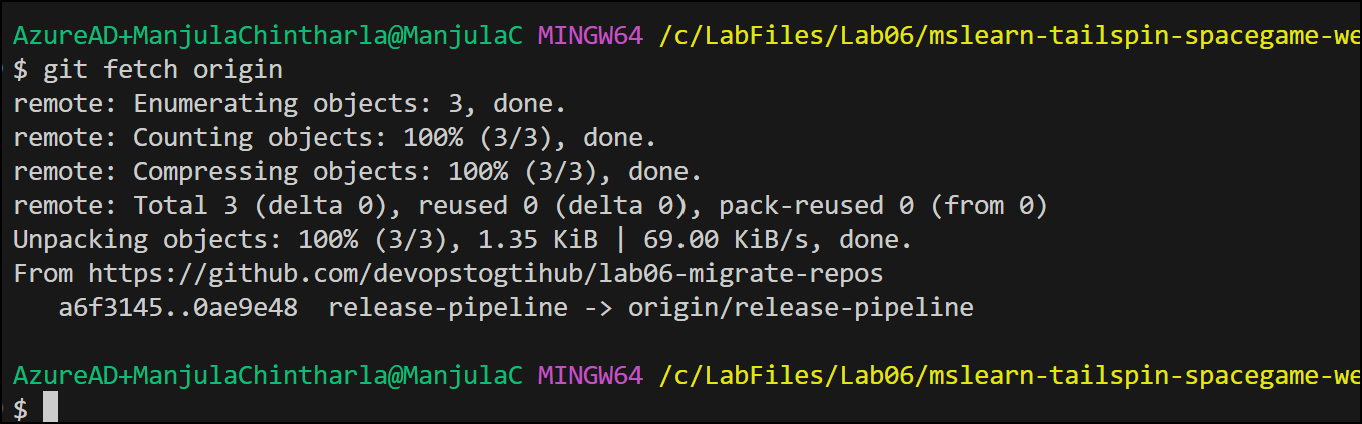 AzureAD+ManjulaChintharla@ManjulaC MINGW64 /c/LabFiles/Lab06/mslearn-tailspin-spacegame-we
$ git fetch origin
remote: Enumerating objects: 3, done.
remote: Counting objects: 100% (3/3), done.
remote: Compressing objects: 100% (3/3), done.
remote: Total 3 (delta 0), reused 0 (delta 0), pack-reused 0 (from 0)
Unpacking objects: 100% (3/3), 1.35 KiB | 69.00 KiB/s, done.
From https://github.com/devopstogtihub/lab06-migrate-repos
   a6f3145..0ae9e48  release-pipeline -> origin/release-pipeline
AzureAD+ManjulaChintharla@ManjulaC MINGW64 /c/LabFiles/Lab06/mslearn-tailspin-spacegame-we
$